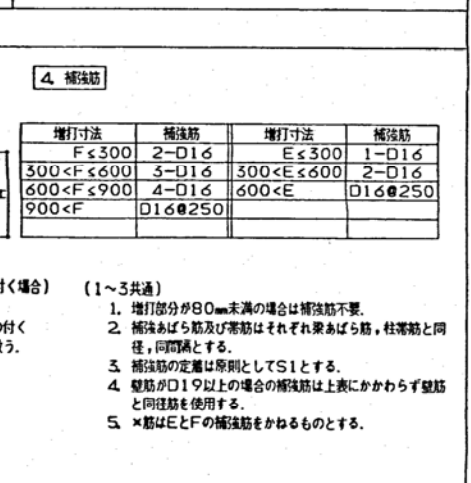 4. 補強筋
増打寸法 補強筋 増打寸法 補強筋
F≤300 2-D16 E≤300 1-D16
300<F≤600 3-D16 300<E≤600 2-D16
600<F≤900 4-D16 600<E D16@250
900<F D16@250
付く場合)
(1~3共通)
1. 増打部分が80mm未満の場合は補強筋不要.
の付く
2. 補強あばら筋及び帯筋はそれぞれ梁あばら筋,柱帯筋と同
う.
径,同間隔とする.
3. 補強筋の定着は原則としてS1とする.
4. 壁筋がD19以上の場合の補強筋は上表にかかわらず壁筋
と同径筋を使用する.
5. ×筋はEとFの補強筋をかねるものとする.